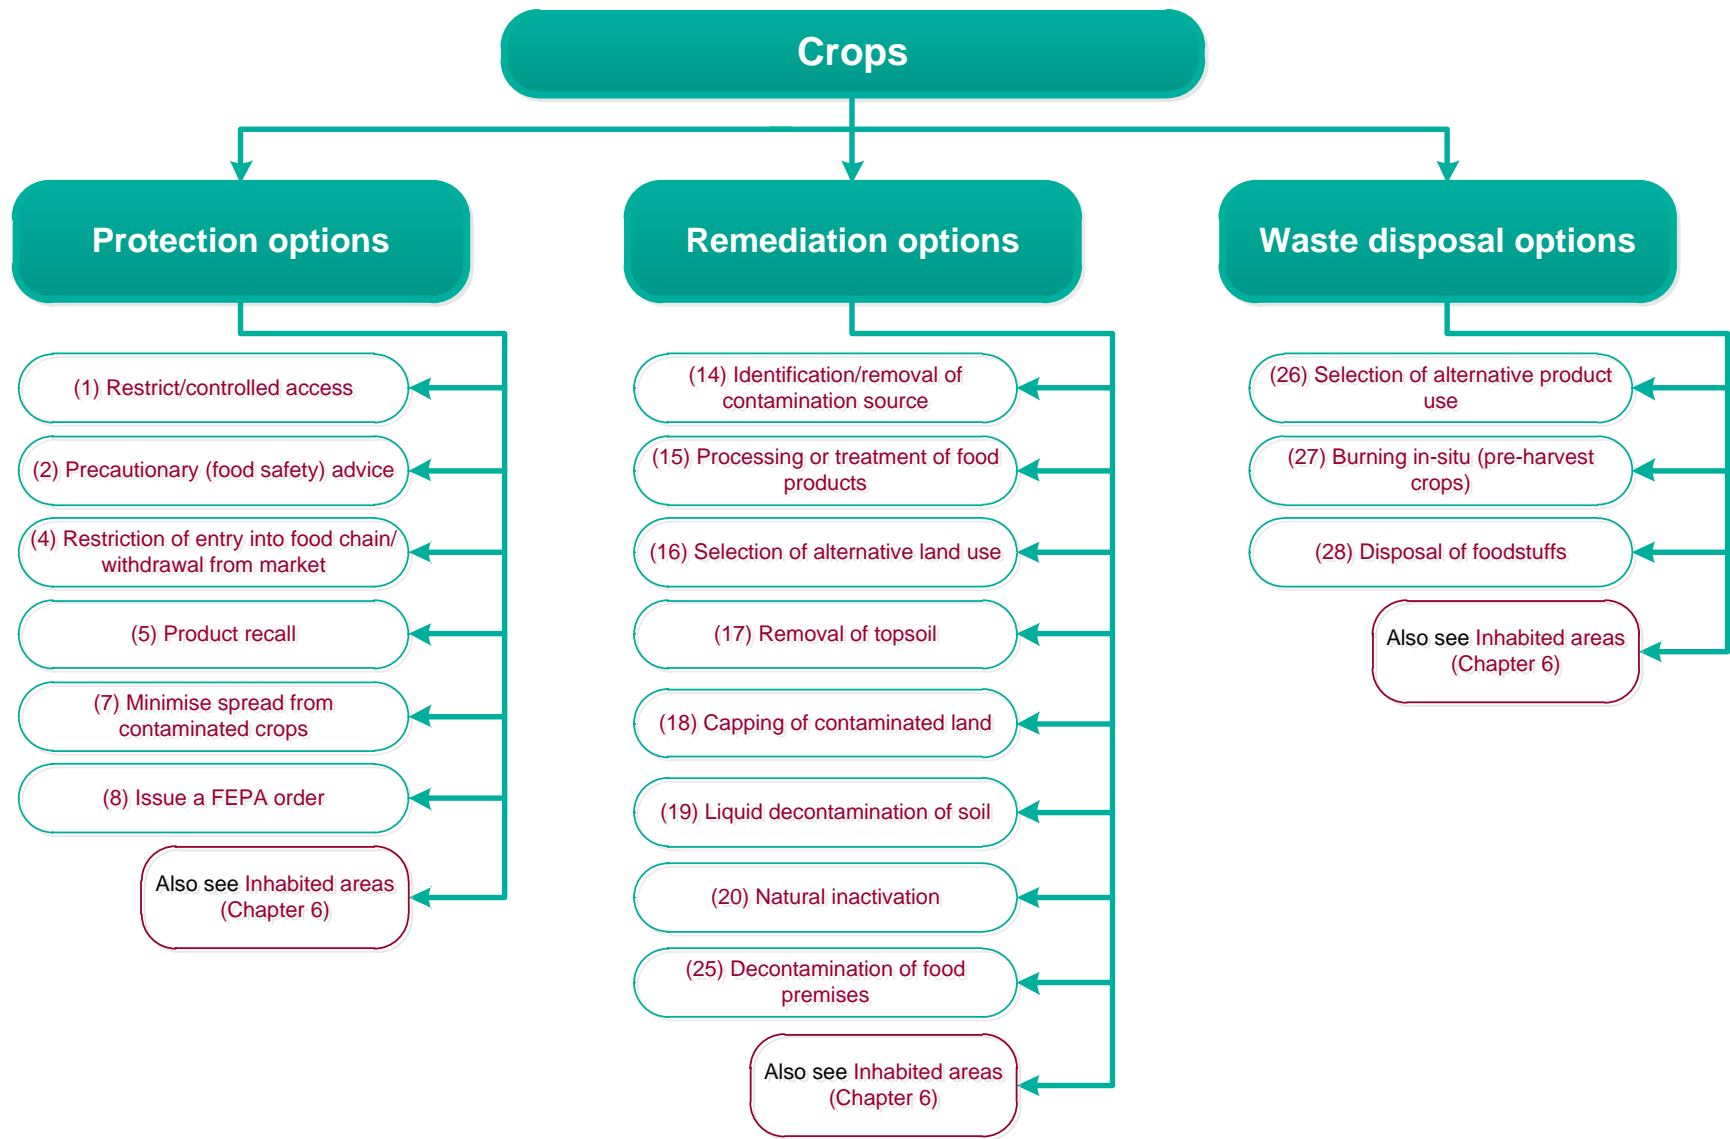 Crops
Protection options
(1) Restrict/controlled access
(2) Precautionary (food safety) advice
(4) Restriction of entry into food chain/
withdrawal from market
(5) Product recall
(7) Minimise spread from
contaminated crops
(8) Issue a FEPA order
Also see Inhabited areas
(Chapter 6)
Remediation options
(14) Identification/removal of
contamination source
(15) Processing or treatment of food
products
(16) Selection of alternative land use
(17) Removal of topsoil
(18) Capping of contaminated land
(19) Liquid decontamination of soil
(20) Natural inactivation
(25) Decontamination of food
premises
Also see Inhabited areas
(Chapter 6)
Waste disposal options
(26) Selection of alternative product
use
(27) Burning in-situ (pre-harvest
crops)
(28) Disposal of foodstuffs
Also see Inhabited areas
(Chapter 6)